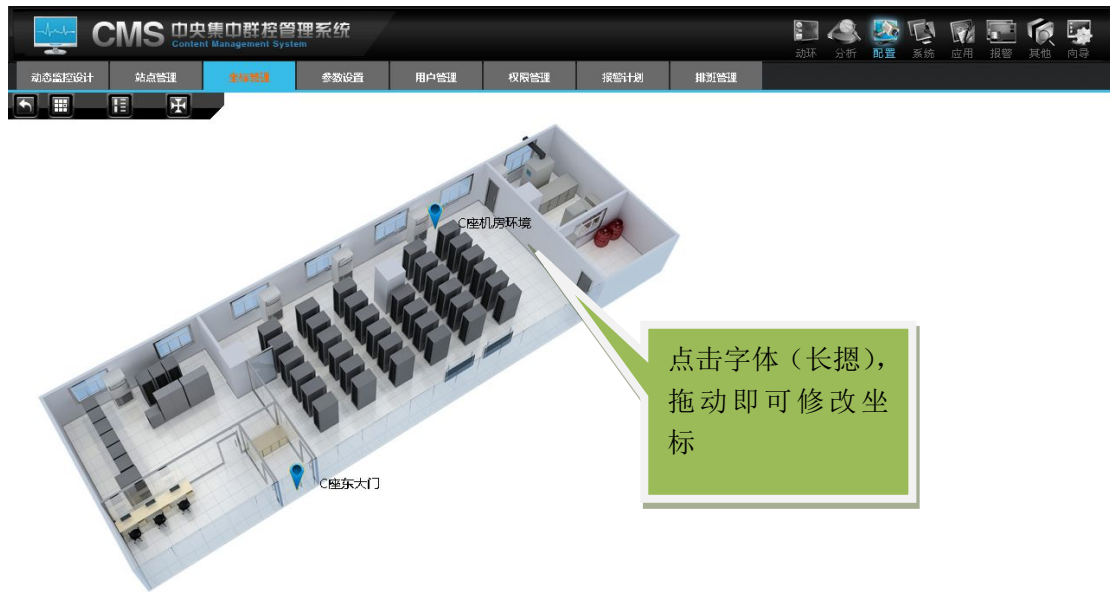 CMS 中央集中群控管理系统
Content Management System
动环 分析 配置 系统 应用 报警 其他 向导
动态监控设计 站点管理 坐标管理 参数设置 用户管理 权限管理 报警计划 排班管理
C座机房环境
点击字体（长摁），
拖动即可修改坐
标
C座东大门